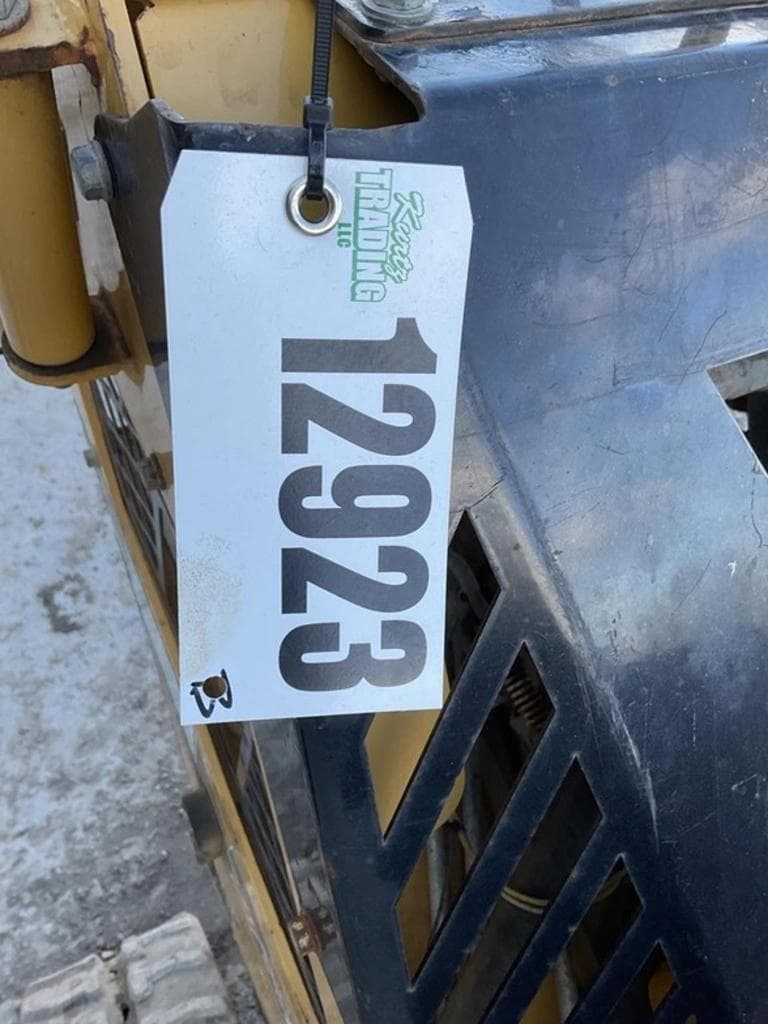 Kurtz
TRADING
LLC
12923